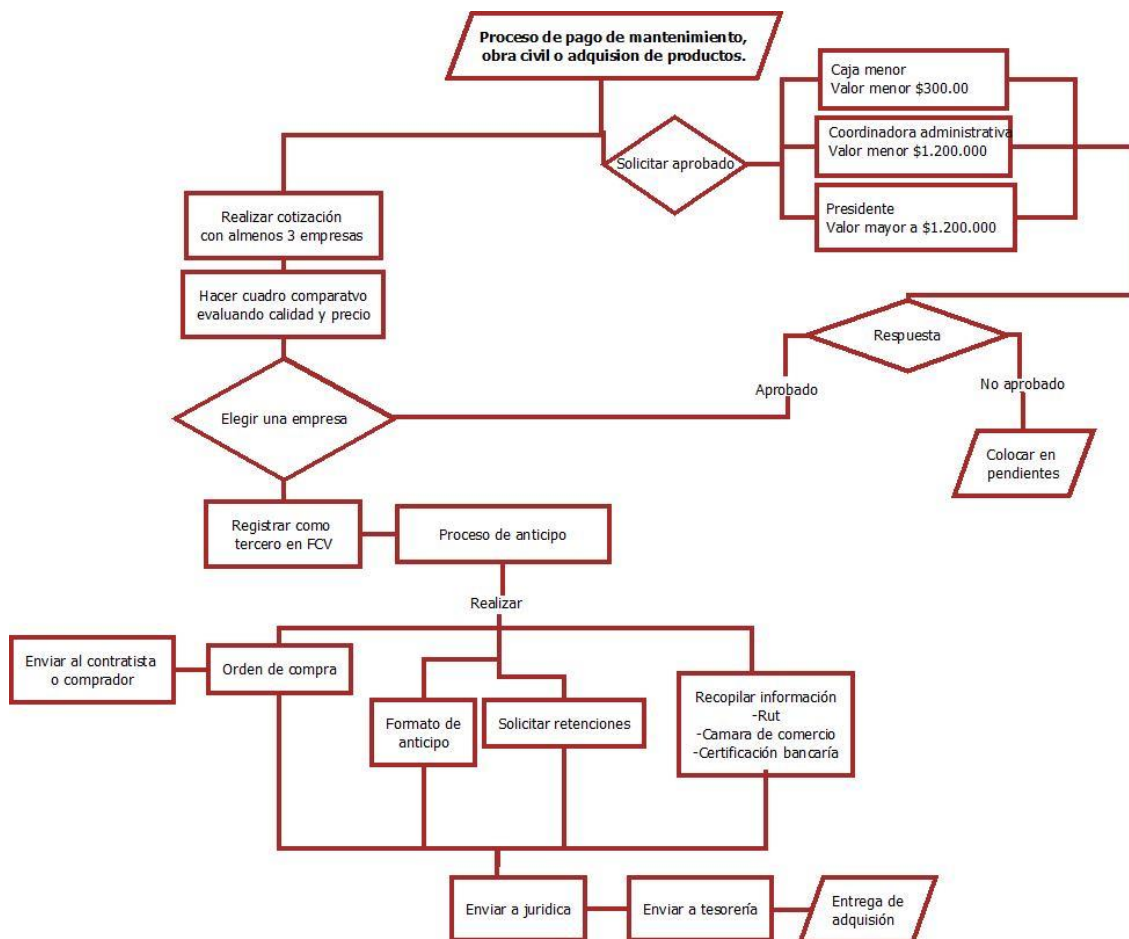 Proceso de pago de mantenimiento,
obra civil o adquision de productos.
Caja menor
Valor menor $300.00
Coordinadora administrativa
Valor menor $1.200.000
Presidente
Valor mayor a $1.200.000
Solicitar aprobado
Realizar cotización
con almenos 3 empresas
Hacer cuadro comparatvo
evaluando calidad y precio
Respuesta
Aprobado
No aprobado
Elegir una empresa
Colocar en
pendientes
Registrar como
tercero en FCV
Proceso de anticipo
Realizar
Enviar al contratista
o comprador
Orden de compra
Formato de
anticipo
Solicitar retenciones
Recopilar información
-Rut
-Camara de comercio
-Certificación bancaría
Enviar a juridica
Enviar a tesorería
Entrega de
adquisión